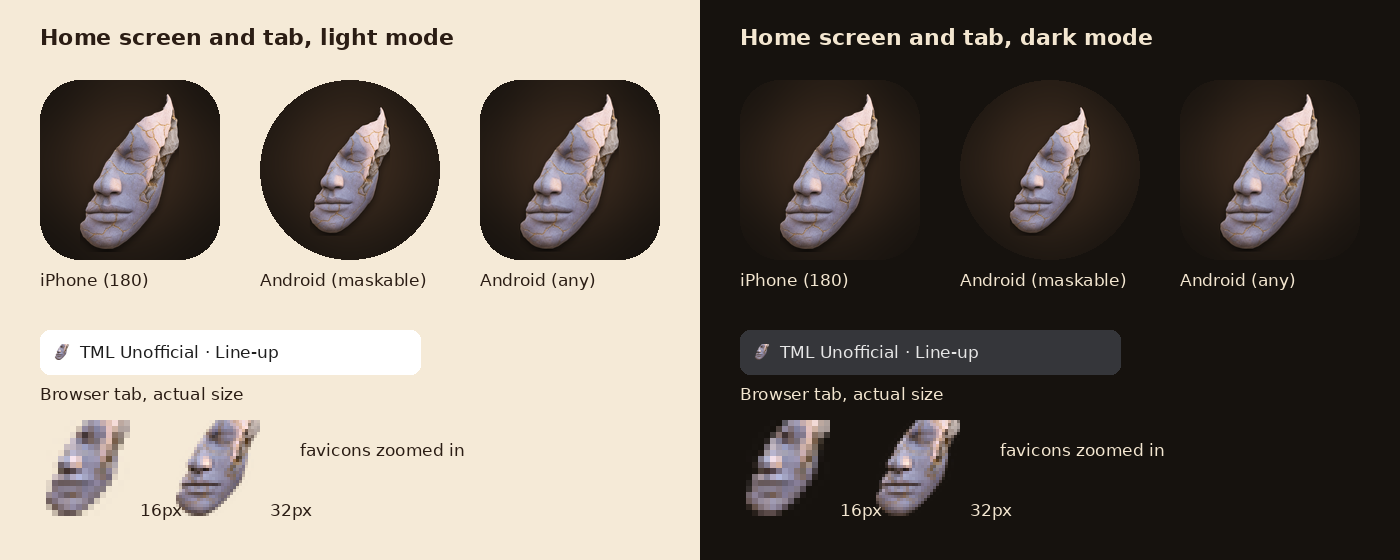 Home screen and tab, light mode
iPhone (180)
Android (maskable)
Android (any)
TML Unofficial · Line-up
Browser tab, actual size
favicons zoomed in
16px
32px
Home screen and tab, dark mode
iPhone (180)
Android (maskable)
Android (any)
TML Unofficial · Line-up
Browser tab, actual size
favicons zoomed in
16px
32px